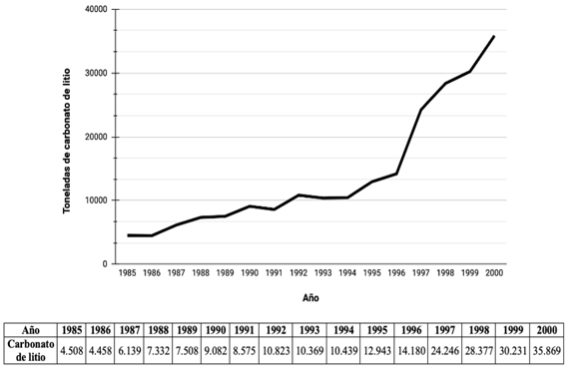 40000
30000
20000
10000
0
Toneladas de carbonato de litio
1985 1986 1987 1988 1989 1990 1991 1992 1993 1994 1995 1996 1997 1998 1999 2000
Año
Año 1985 1986 1987 1988 1989 1990 1991 1992 1993 1994 1995 1996 1997 1998 1999 2000
Carbonato
de litio 4.508 4.458 6.139 7.332 7.508 9.082 8.575 10.823 10.369 10.439 12.943 14.180 24.246 28.377 30.231 35.869